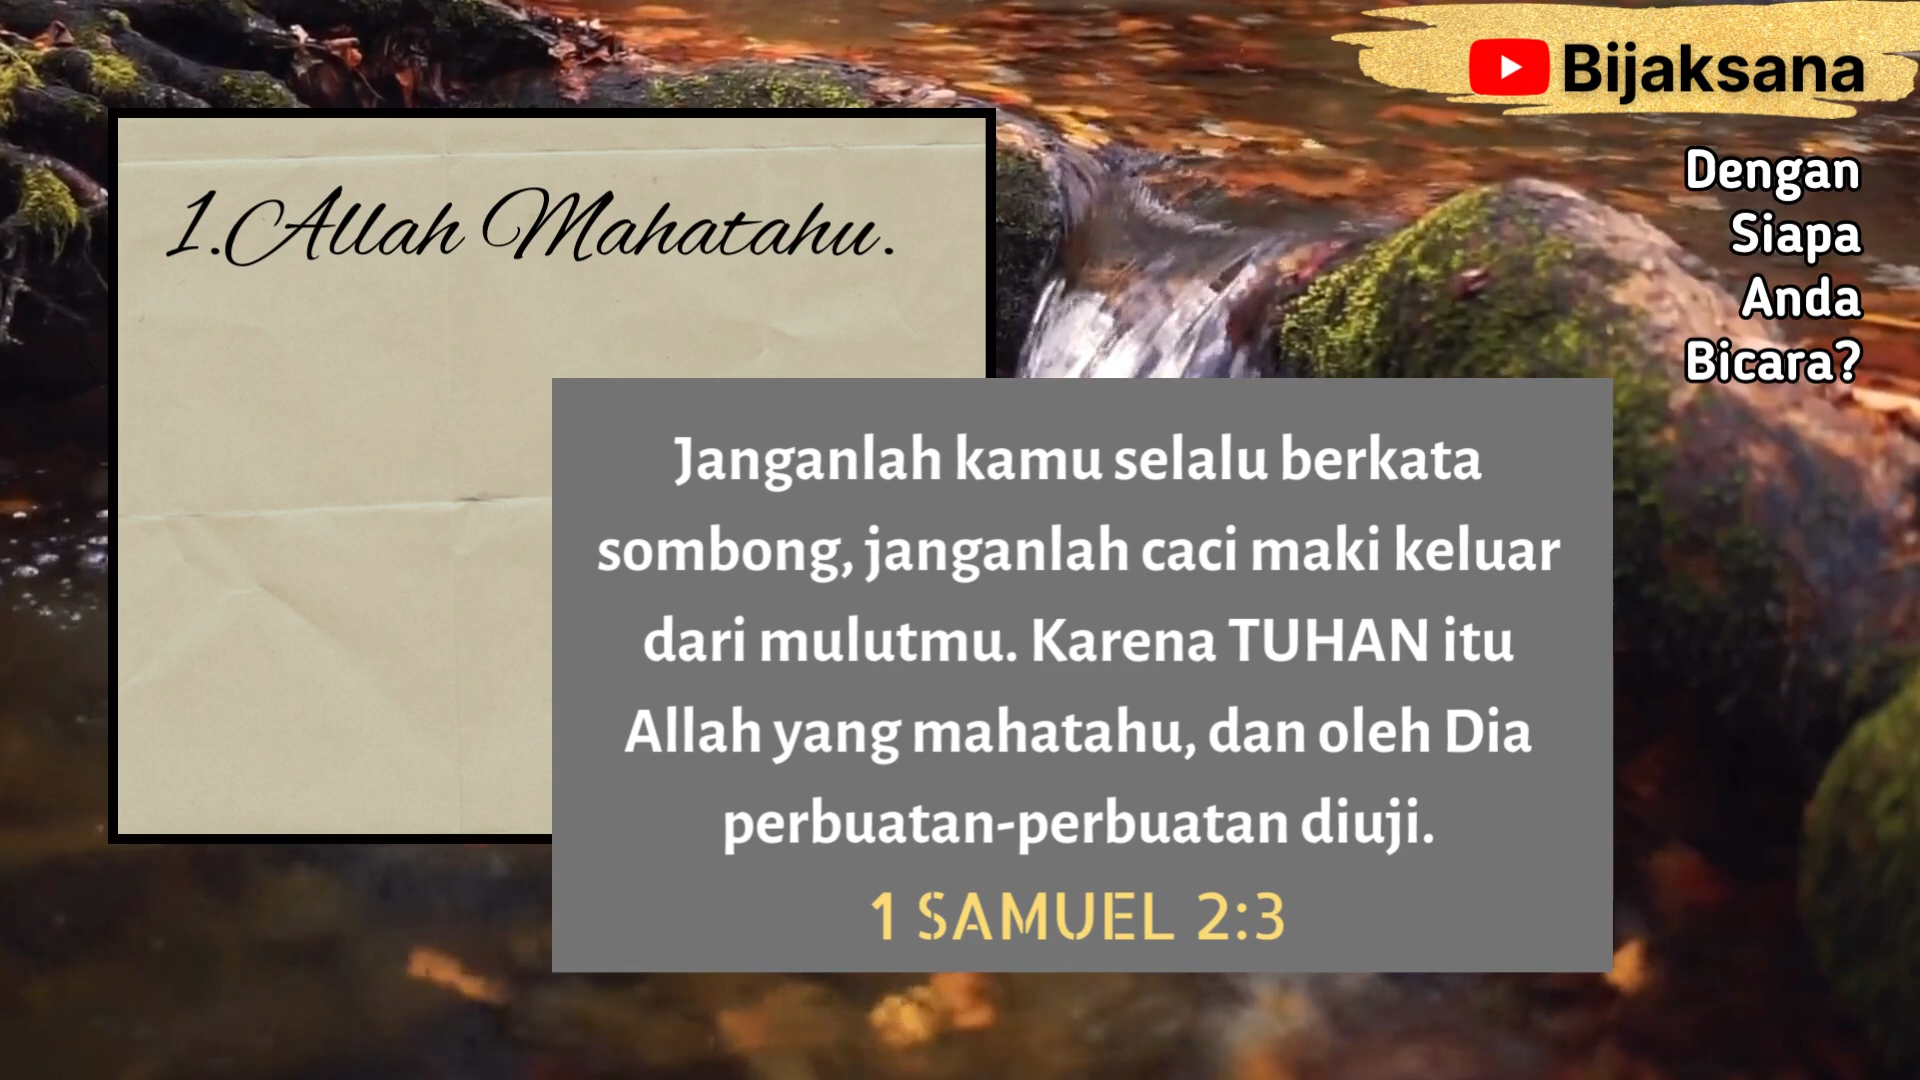 Bijaksana
Dengan
Siapa
Anda
Bicara?
1.Allah Mahatahu.
Janganlah kamu selalu berkata
sombong, janganlah caci maki keluar
dari mulutmu. Karena TUHAN itu
Allah yang mahatahu, dan oleh Dia
perbuatan-perbuatan diuji.
1 SAMUEL 2:3